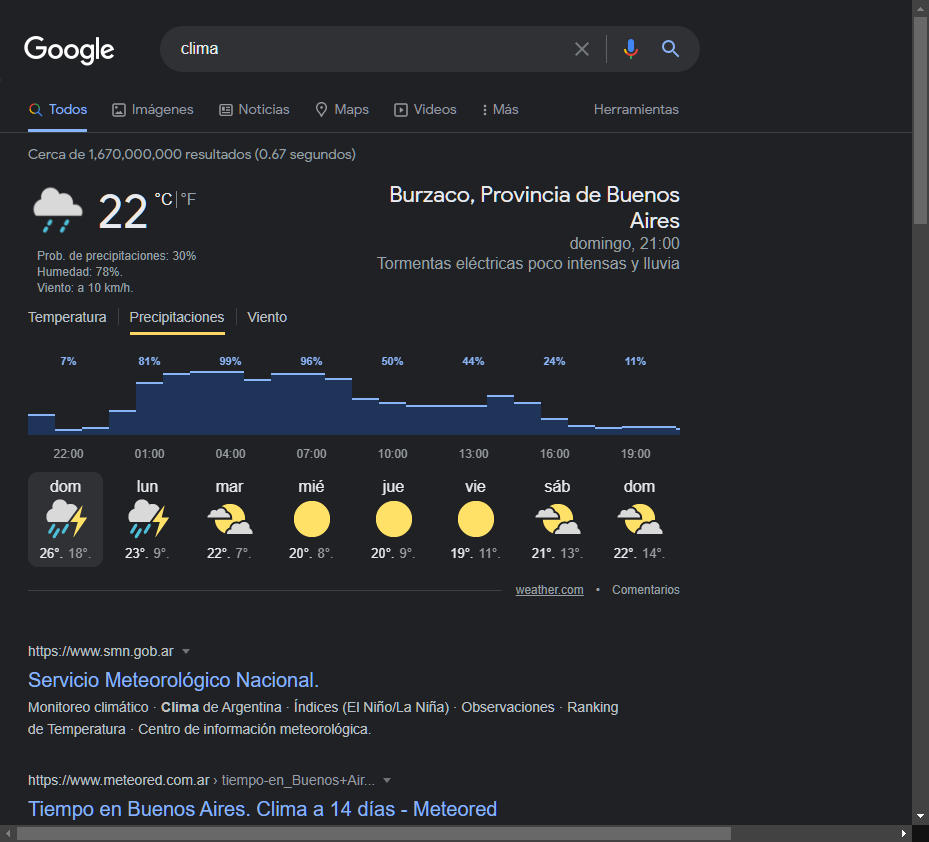 Google
clima
Todos Imágenes Noticias Maps Videos Más Herramientas
Cerca de 1,670,000,000 resultados (0.67 segundos)
22 °C | °F
Prob. de precipitaciones: 30%
Humedad: 78%.
Viento: a 10 km/h.
Burzaco, Provincia de Buenos
Aires
domingo, 21:00
Tormentas eléctricas poco intensas y lluvia
Temperatura Precipitaciones Viento
7% 81% 99% 96% 50% 44% 24% 11%
22:00 01:00 04:00 07:00 10:00 13:00 16:00 19:00
dom lun mar mié jue vie sáb dom
26°. 18°. 23°. 9°. 22°. 7°. 20°. 8°. 20°. 9°. 19°. 11°. 21°. 13°. 22°. 14°.
weather.com • Comentarios
https://www.smn.gob.ar
Servicio Meteorológico Nacional.
Monitoreo climático · Clima de Argentina · Índices (El Niño/La Niña) · Observaciones · Ranking
de Temperatura · Centro de información meteorológica.
https://www.meteored.com.ar › tiempo-en_Buenos+Air...
Tiempo en Buenos Aires. Clima a 14 días - Meteored